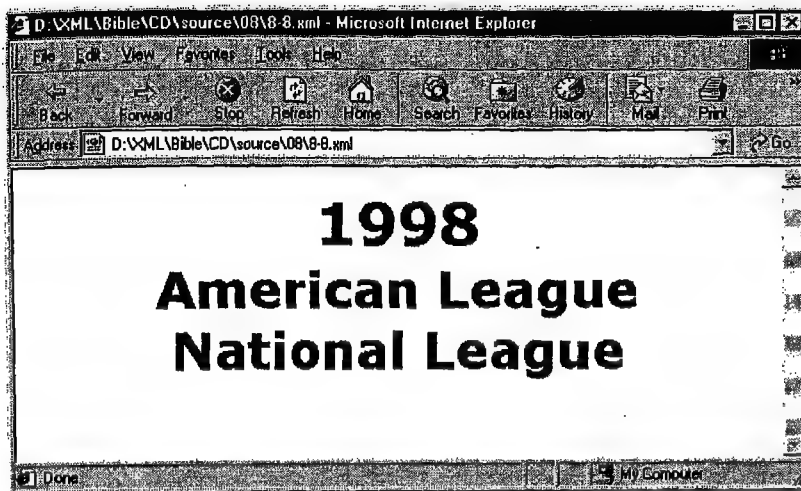 D:\XML\Bible\CD\source\08\8-8.xml - Microsoft Internet Explorer
File Edit View Favorites Tools Help
Back Forward Stop Refresh Home Search Favorites History Mail Print
Address D:\XML\Bible\CD\source\08\8-8.xml Go
1998
American League
National League
Done My Computer